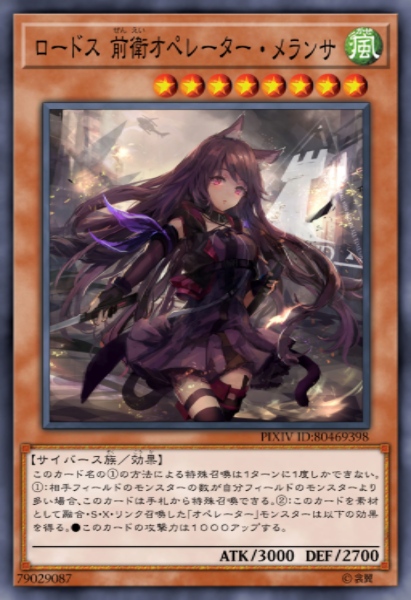 ロードス 前衛オペレーター・メランサ
風
PIXIV ID:80469398
【サイバース族／効果】
このカード名の①の方法による特殊召喚は1ターンに1度しかできない。
①：相手フィールドのモンスターの数が自分フィールドのモンスターより
多い場合、このカードは手札から特殊召喚できる。②：このカードを素材
として融合・S・X・リンク召喚した「オペレーター」モンスターは以下の効果
を得る。●このカードの攻撃力は1000アップする。
ATK/3000 DEF/2700
79029087